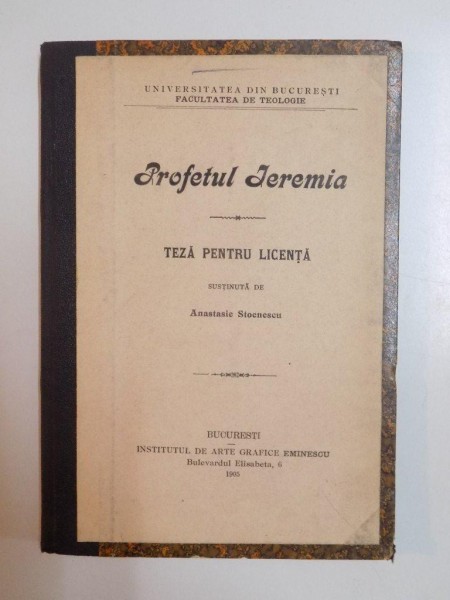 UNIVERSITATEA DIN BUCUREȘTI
FACULTATEA DE TEOLOGIE
Profetul Ieremia
TEZĂ PENTRU LICENȚĂ
SUSȚINUTĂ DE
Anastasie Stocnescu
BUCUREȘTI
INSTITUTUL DE ARTE GRAFICE EMINESCU
Bulevardul Elisabeta, 6
1905